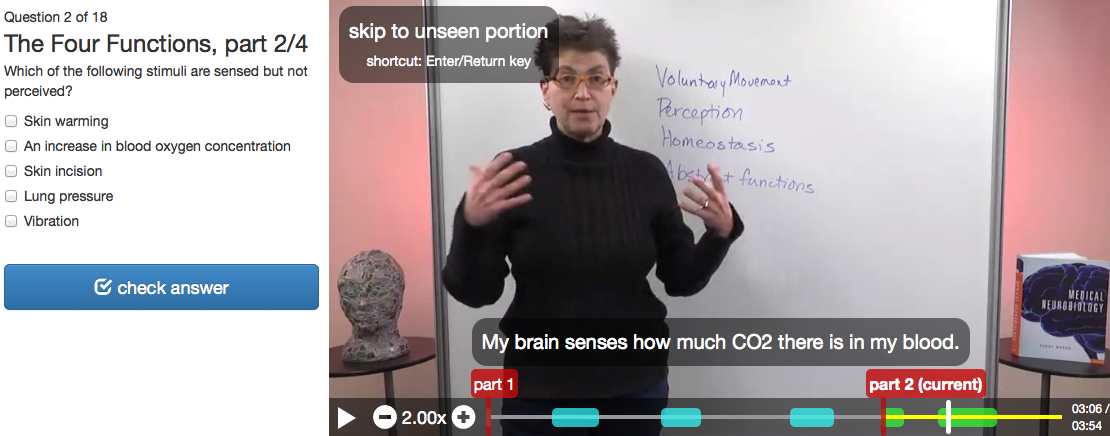 Question 2 of 18
The Four Functions, part 2/4
Which of the following stimuli are sensed but not
perceived?
Skin warming
An increase in blood oxygen concentration
Skin incision
Lung pressure
Vibration
check answer
skip to unseen portion
shortcut: Enter/Return key
Voluntary Movement
Perception
Homeostasis
Abstract functions
MEDICAL
NEUROBIOLOGY
My brain senses how much CO2 there is in my blood.
part 1
part 2 (current)
2.00x
03:06 /
03:54